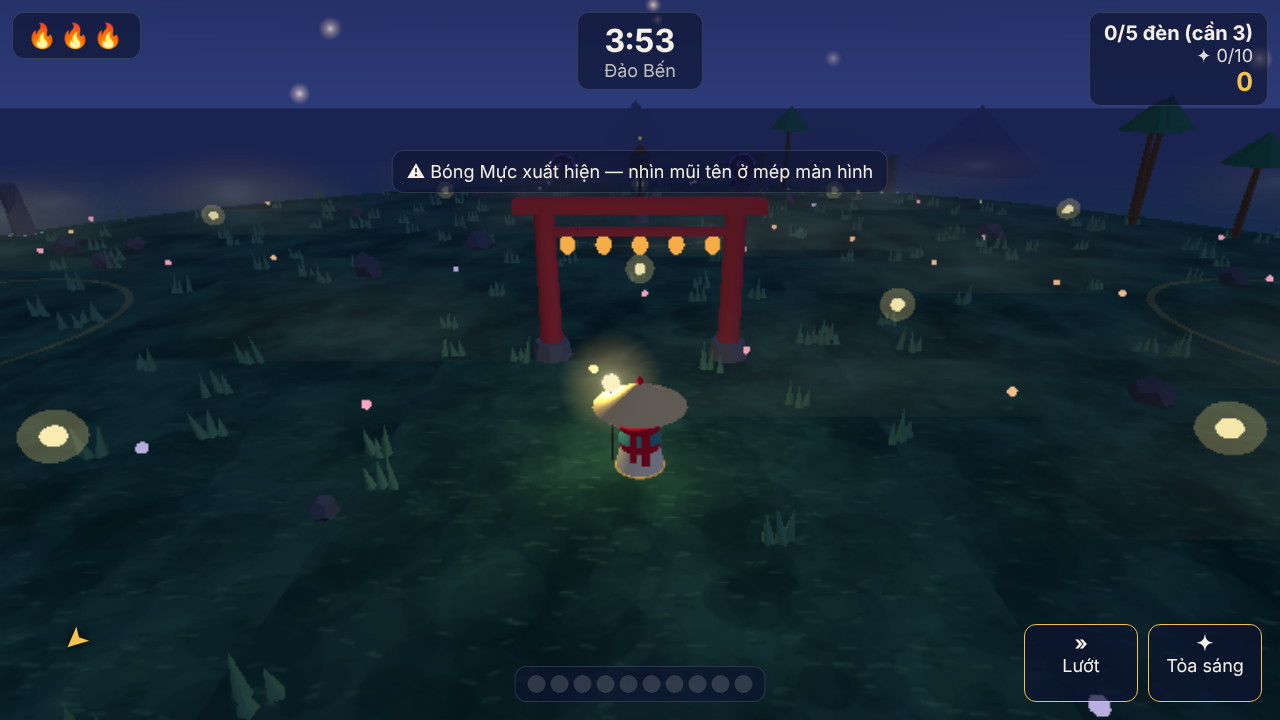 3:53
Đảo Bến
0/5 đèn (cần 3)
✦ 0/10
0
⚠ Bóng Mực xuất hiện — nhìn mũi tên ở mép màn hình
»
Lướt
✦
Tỏa sáng